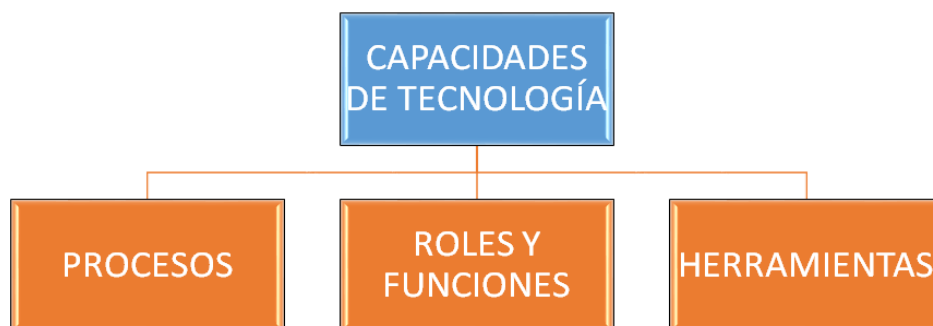 CAPACIDADES
DE TECNOLOGÍA
PROCESOS
ROLES Y
FUNCIONES
HERRAMIENTAS